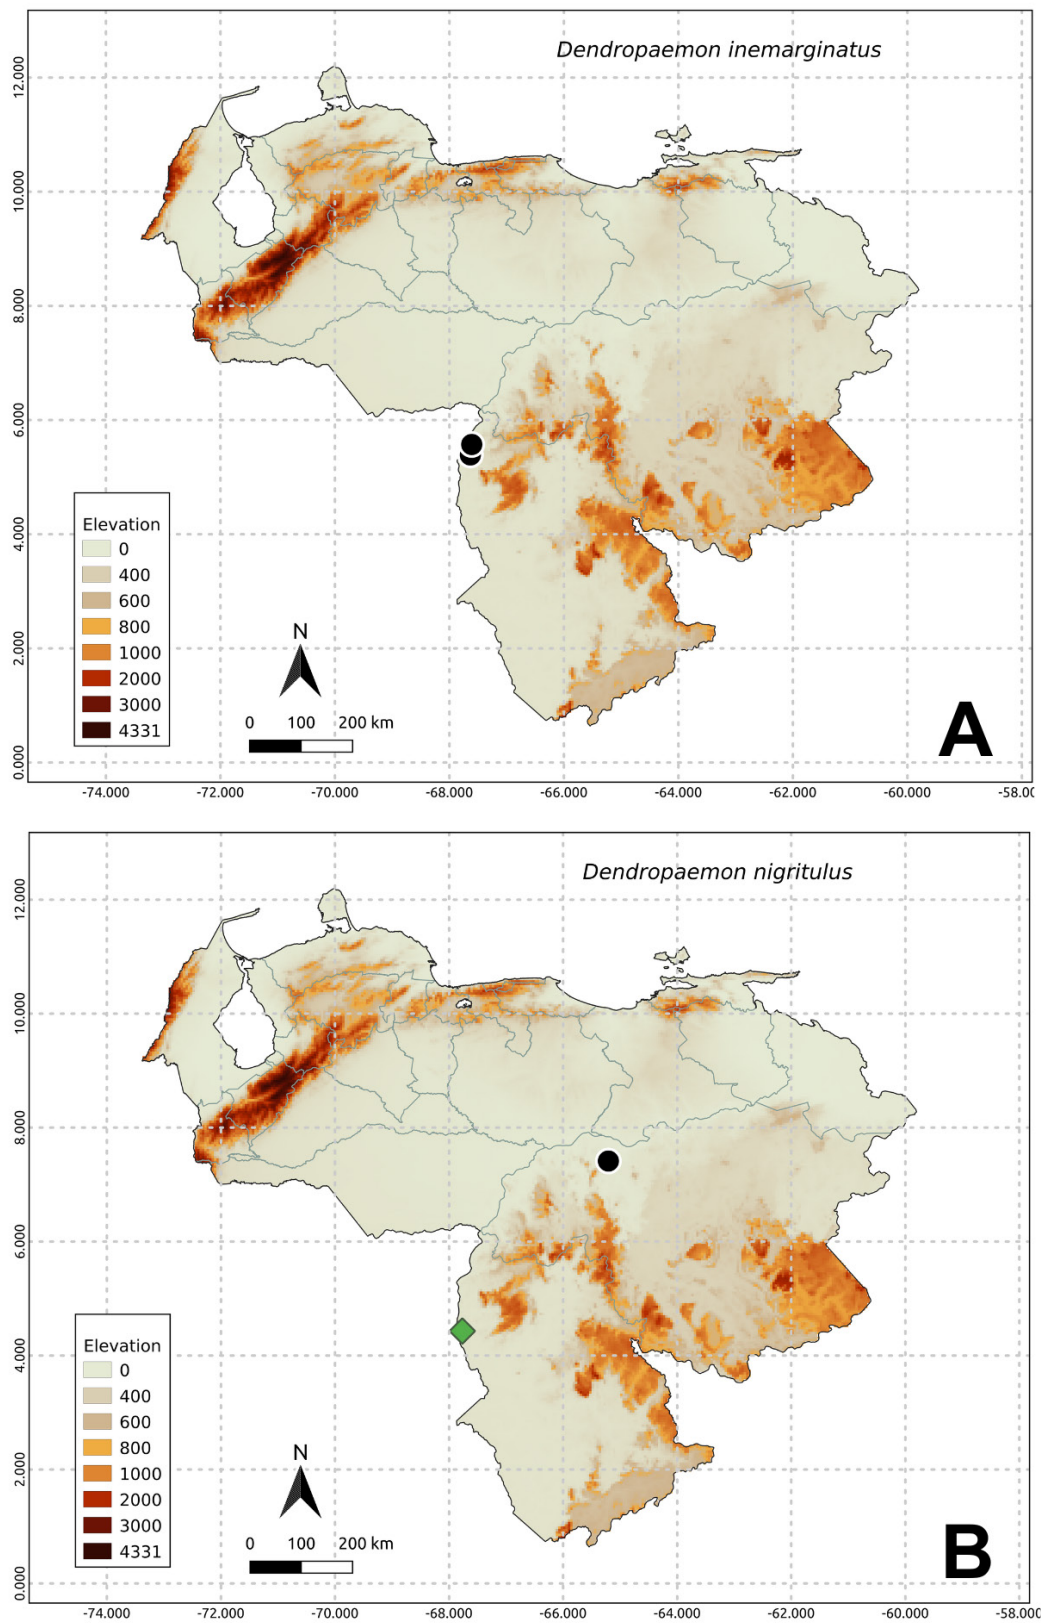 Dendropaemon inemarginatus
12.000
10.000
8.000
6.000
4.000
2.000
0.000
Elevation
0
400
600
800
1000
2000
3000
4331
N
0 100 200 km
A
-74.000 -72.000 -70.000 -68.000 -66.000 -64.000 -62.000 -60.000 -58.00
Dendropaemon nigritulus
12.000
10.000
8.000
6.000
4.000
2.000
0.000
Elevation
0
400
600
800
1000
2000
3000
4331
N
0 100 200 km
B
-74.000 -72.000 -70.000 -68.000 -66.000 -64.000 -62.000 -60.000 -58.000